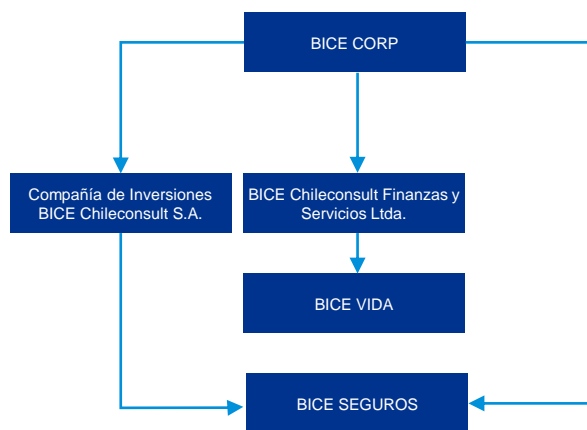 BICE CORP
Compañía de Inversiones
BICE Chileconsult S.A.
BICE Chileconsult Finanzas y
Servicios Ltda.
BICE VIDA
BICE SEGUROS